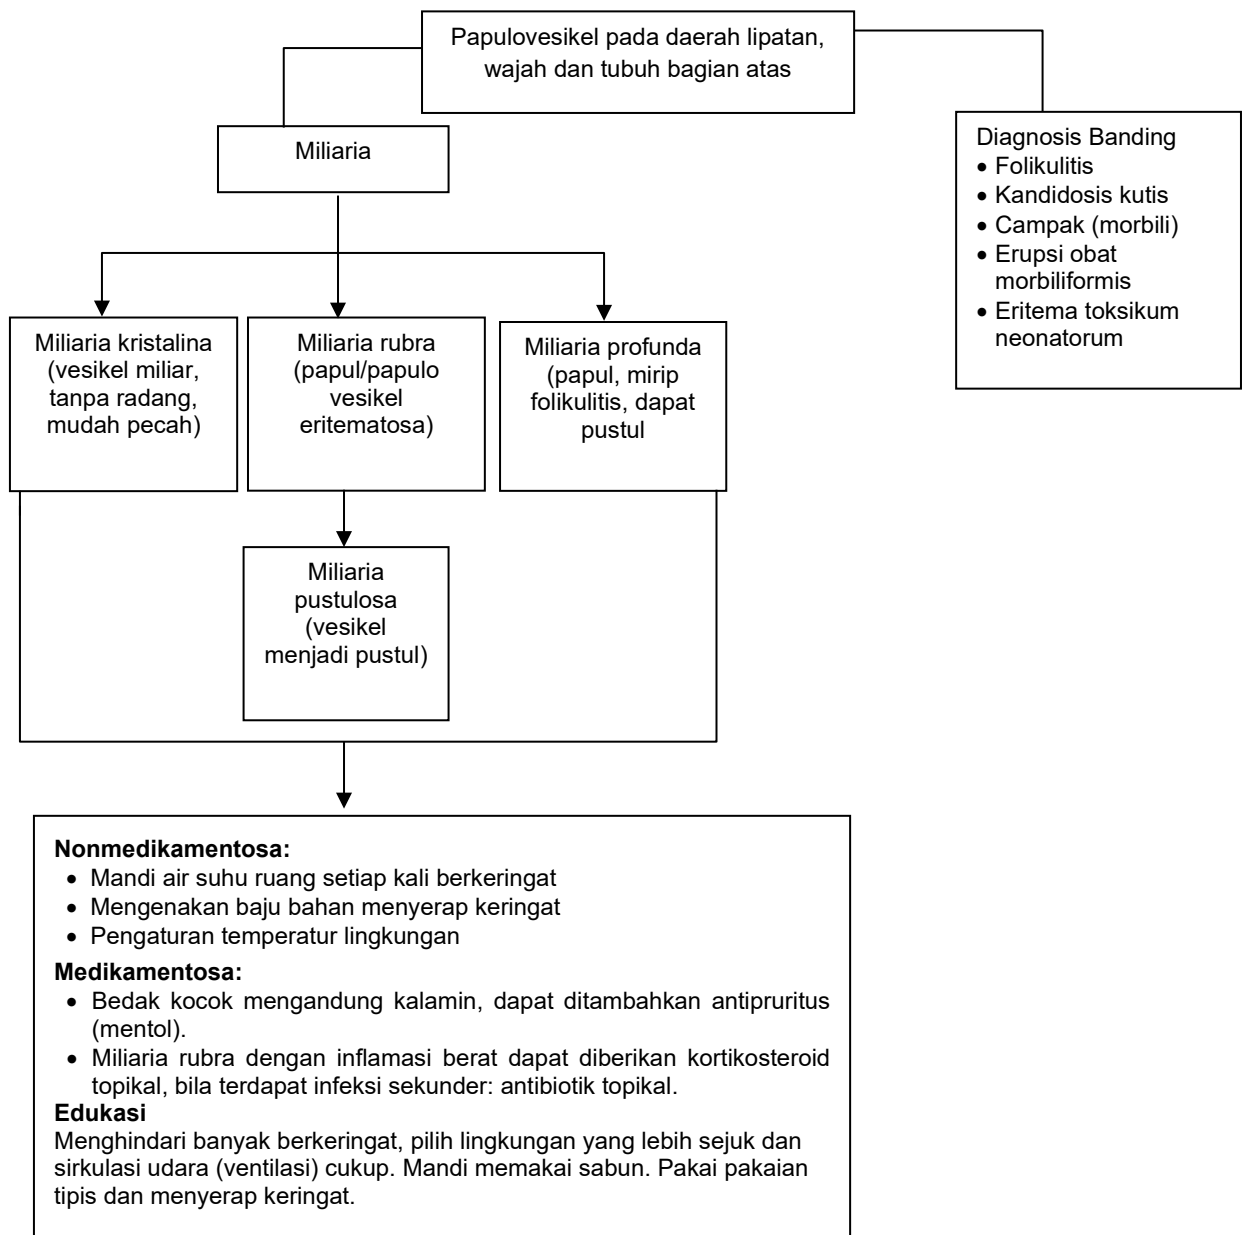 Papulovesikel pada daerah lipatan,
wajah dan tubuh bagian atas
Miliaria
Diagnosis Banding
• Folikulitis
• Kandidosis kutis
• Campak (morbili)
• Erupsi obat
morbiliformis
• Eritema toksikum
neonatorum
Miliaria kristalina
(vesikel miliar,
tanpa radang,
mudah pecah)
Miliaria rubra
(papul/papulo
vesikel
eritematosa)
Miliaria profunda
(papul, mirip
folikulitis, dapat
pustul
Miliaria
pustulosa
(vesikel
menjadi pustul)
Nonmedikamentosa:
• Mandi air suhu ruang setiap kali berkeringat
• Mengenakan baju bahan menyerap keringat
• Pengaturan temperatur lingkungan
Medikamentosa:
• Bedak kocok mengandung kalamin, dapat ditambahkan antipruritus
(mentol).
• Miliaria rubra dengan inflamasi berat dapat diberikan kortikosteroid
topikal, bila terdapat infeksi sekunder: antibiotik topikal.
Edukasi
Menghindari banyak berkeringat, pilih lingkungan yang lebih sejuk dan
sirkulasi udara (ventilasi) cukup. Mandi memakai sabun. Pakai pakaian
tipis dan menyerap keringat.